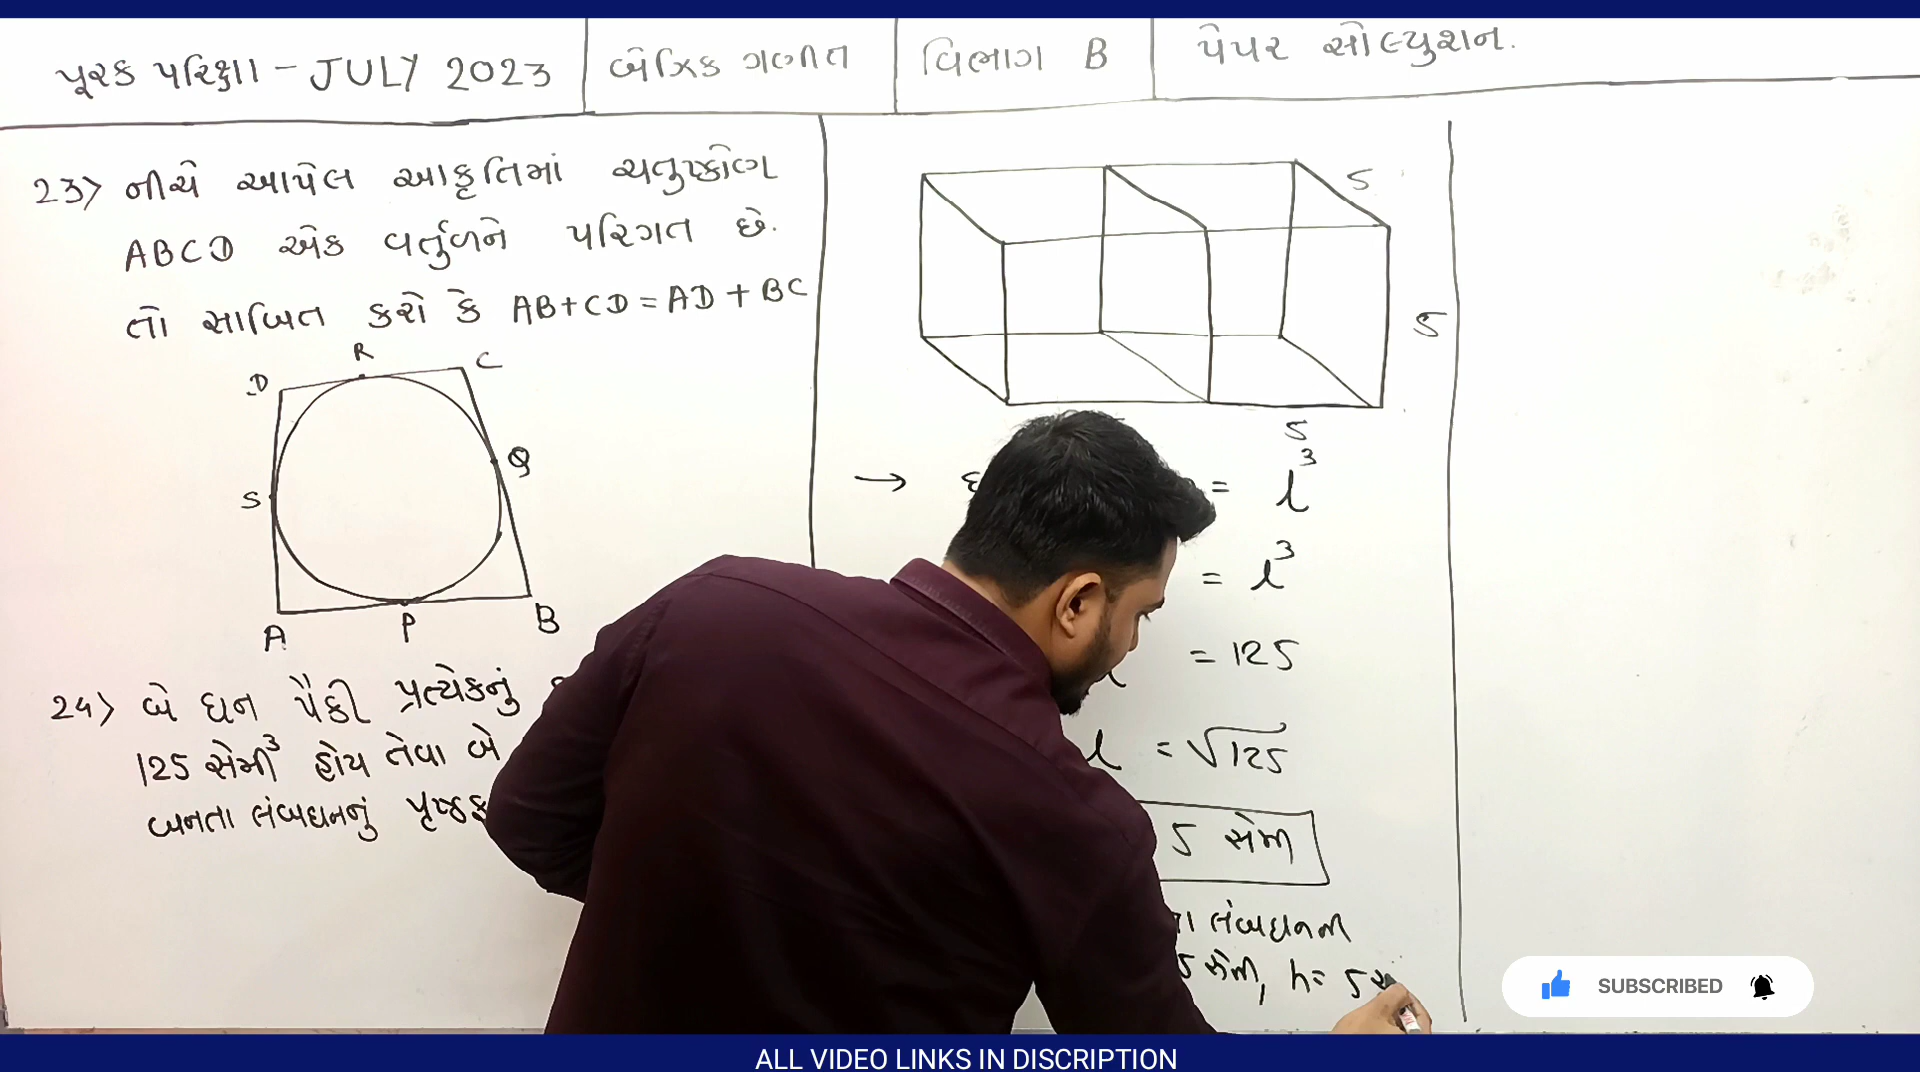 પૂરક પરિક્ષા - JULY 2023
બેઝિક ગણીત
વિભાગ B
પેપર સોલ્યુશન.
23> નીચે આપેલ આકૃતિમાં ચતુષ્કોણ
ABCD એક વર્તુળને પરિગત છે.
તો સાબિત કરો કે AB+CD = AD + BC
D R C
S Q
A P B
24> બે ઘન પૈકી પ્રત્યેકનું
125 સેમી³ હોય તેવા બે
બનતા લંબઘનનું
5
5
5
→ = l³
= l³
= 125
l = √125
5 સેમી
લંબઘનની
5 સેમી, h = 5
SUBSCRIBED
ALL VIDEO LINKS IN DISCRIPTION